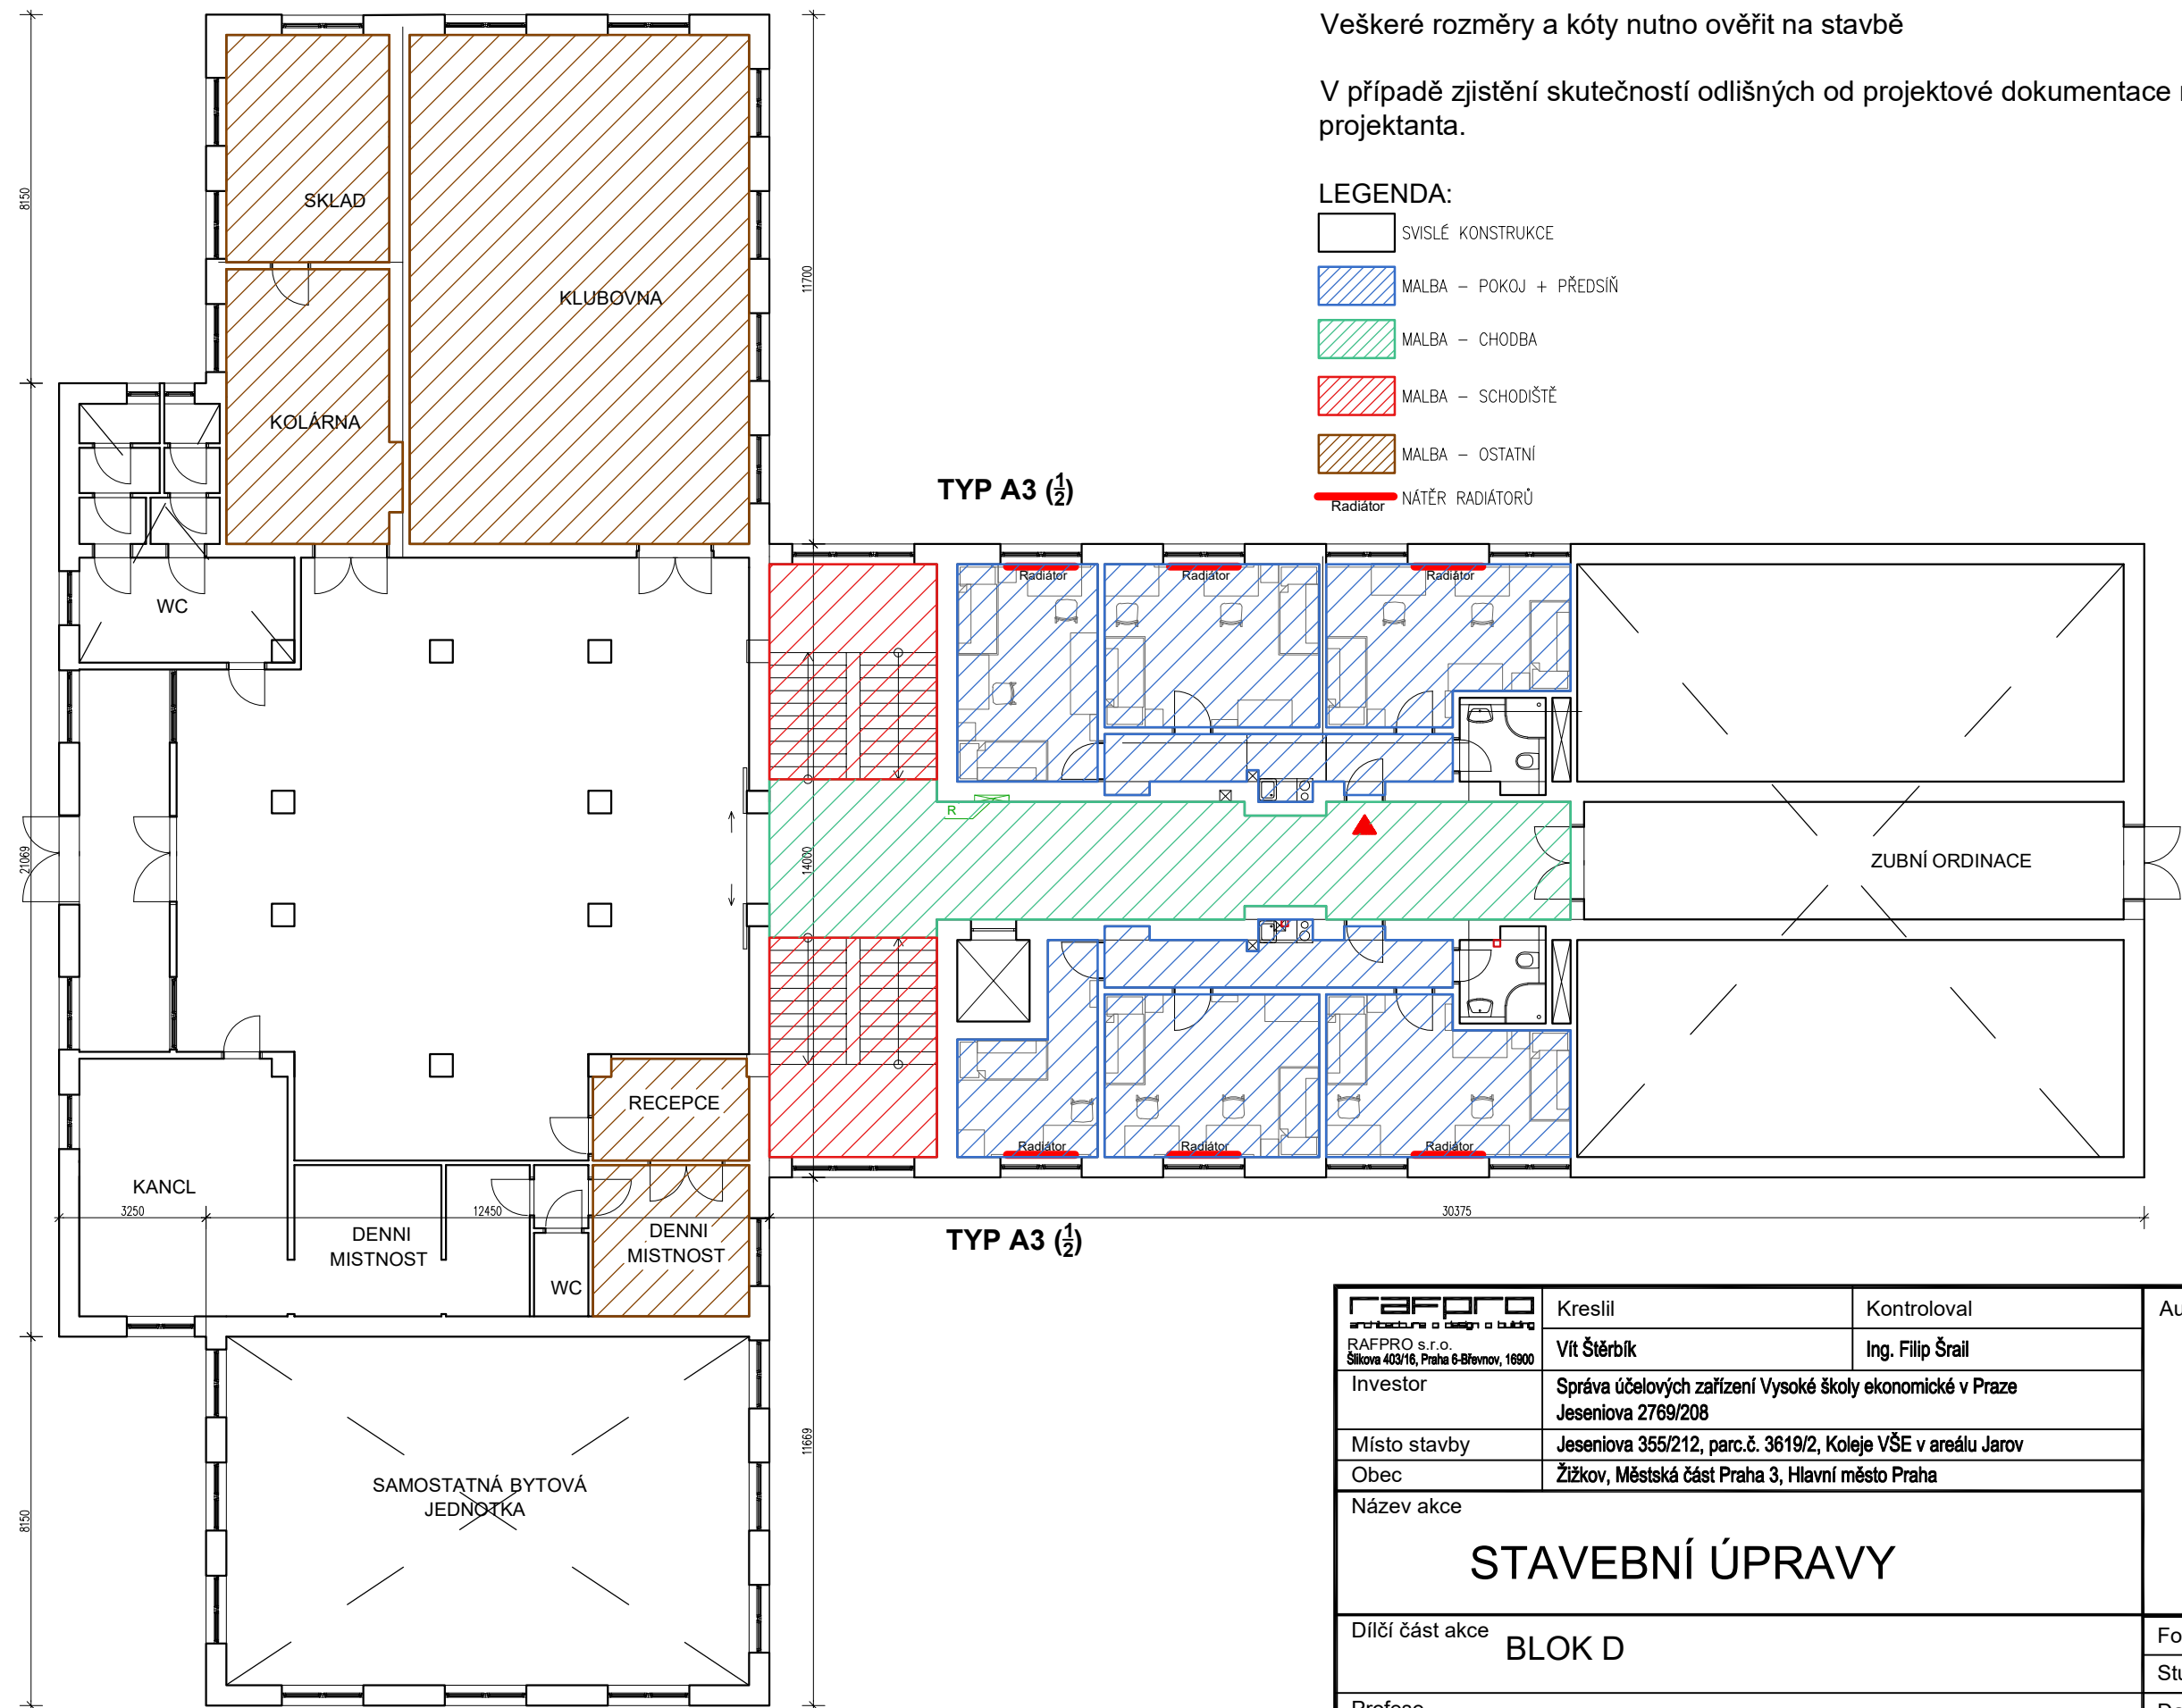 Veškeré rozměry a kóty nutno ověřit na stavbě
V případě zjistění skutečností odlišných od projektové dokumentace
projektanta.
LEGENDA:
SVISLÉ KONSTRUKCE
MALBA – POKOJ + PŘEDSÍŇ
MALBA – CHODBA
MALBA – SCHODIŠTĚ
MALBA – OSTATNÍ
Radiátor NÁTĚR RADIÁTORŮ
8150
11700
SKLAD
KLUBOVNA
KOLÁRNA
TYP A3 (1/2)
Radiátor
Radiátor
Radiátor
WC
R
21069
14000
ZUBNÍ ORDINACE
RECEPCE
Radiátor
Radiátor
Radiátor
KANCL
3250
12450
30375
DENNI
MISTNOST
DENNI
MISTNOST
WC
TYP A3 (1/2)
11669
8150
SAMOSTATNÁ BYTOVÁ
JEDNOTKA
rafpro
RAFPRO s.r.o.
Šlikova 403/16, Praha 6-Břevnov, 16900
Kreslil
Kontroloval
Vít Štěrbík
Ing. Filip Šrail
Investor
Správa účelových zařízení Vysoké školy ekonomické v Praze
Jeseniova 2769/208
Místo stavby
Jeseniova 355/212, parc.č. 3619/2, Koleje VŠE v areálu Jarov
Obec
Žižkov, Městská část Praha 3, Hlavní město Praha
Název akce
STAVEBNÍ ÚPRAVY
Dílčí část akce
BLOK D